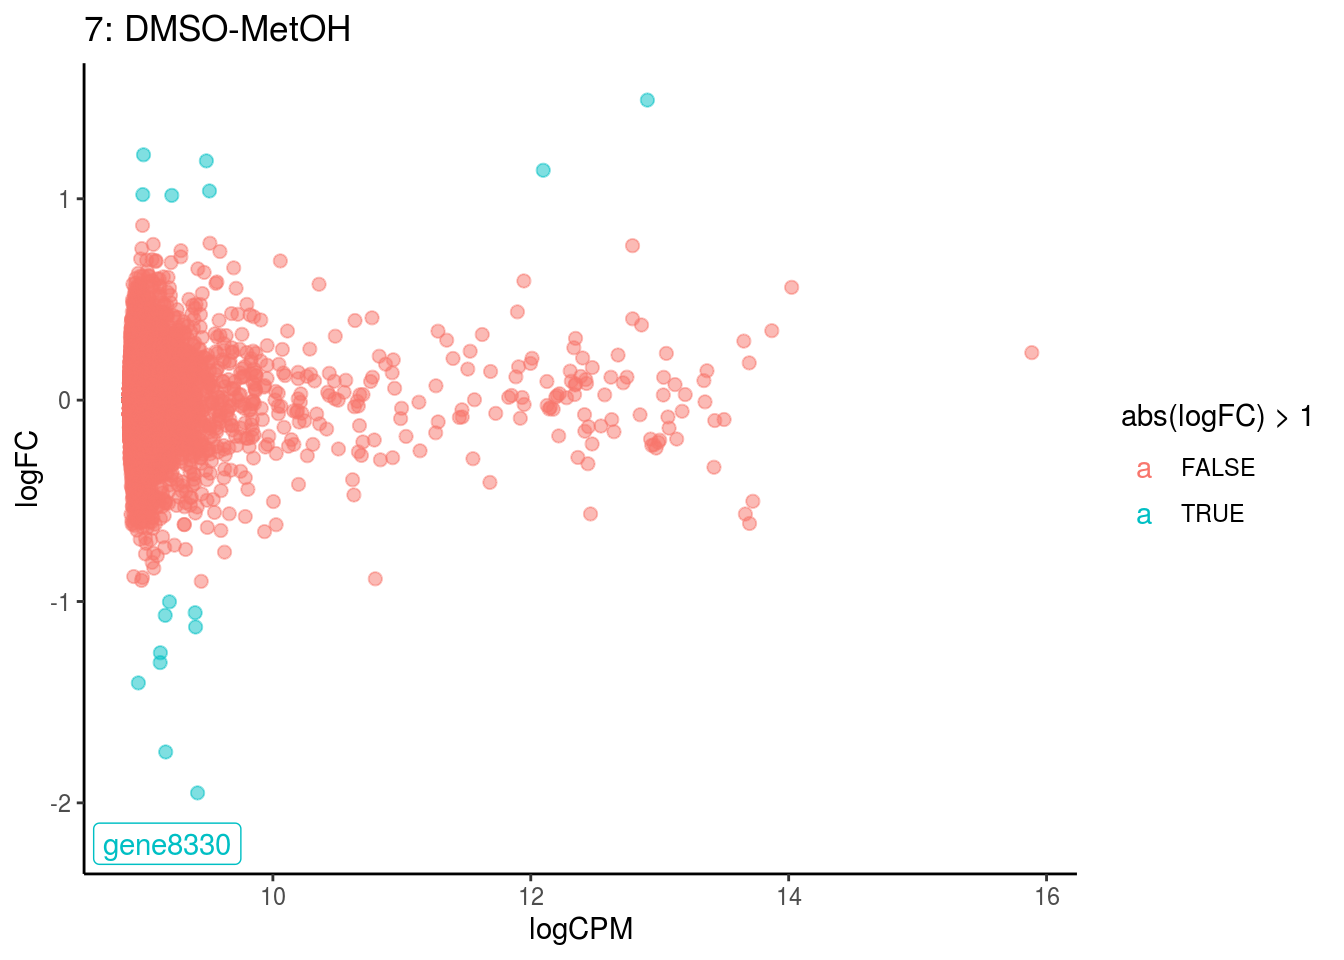 7: DMSO-MetOH
1
0
-1
-2
logFC
gene8330
10
12
14
16
logCPM
abs(logFC) > 1
a FALSE
a TRUE